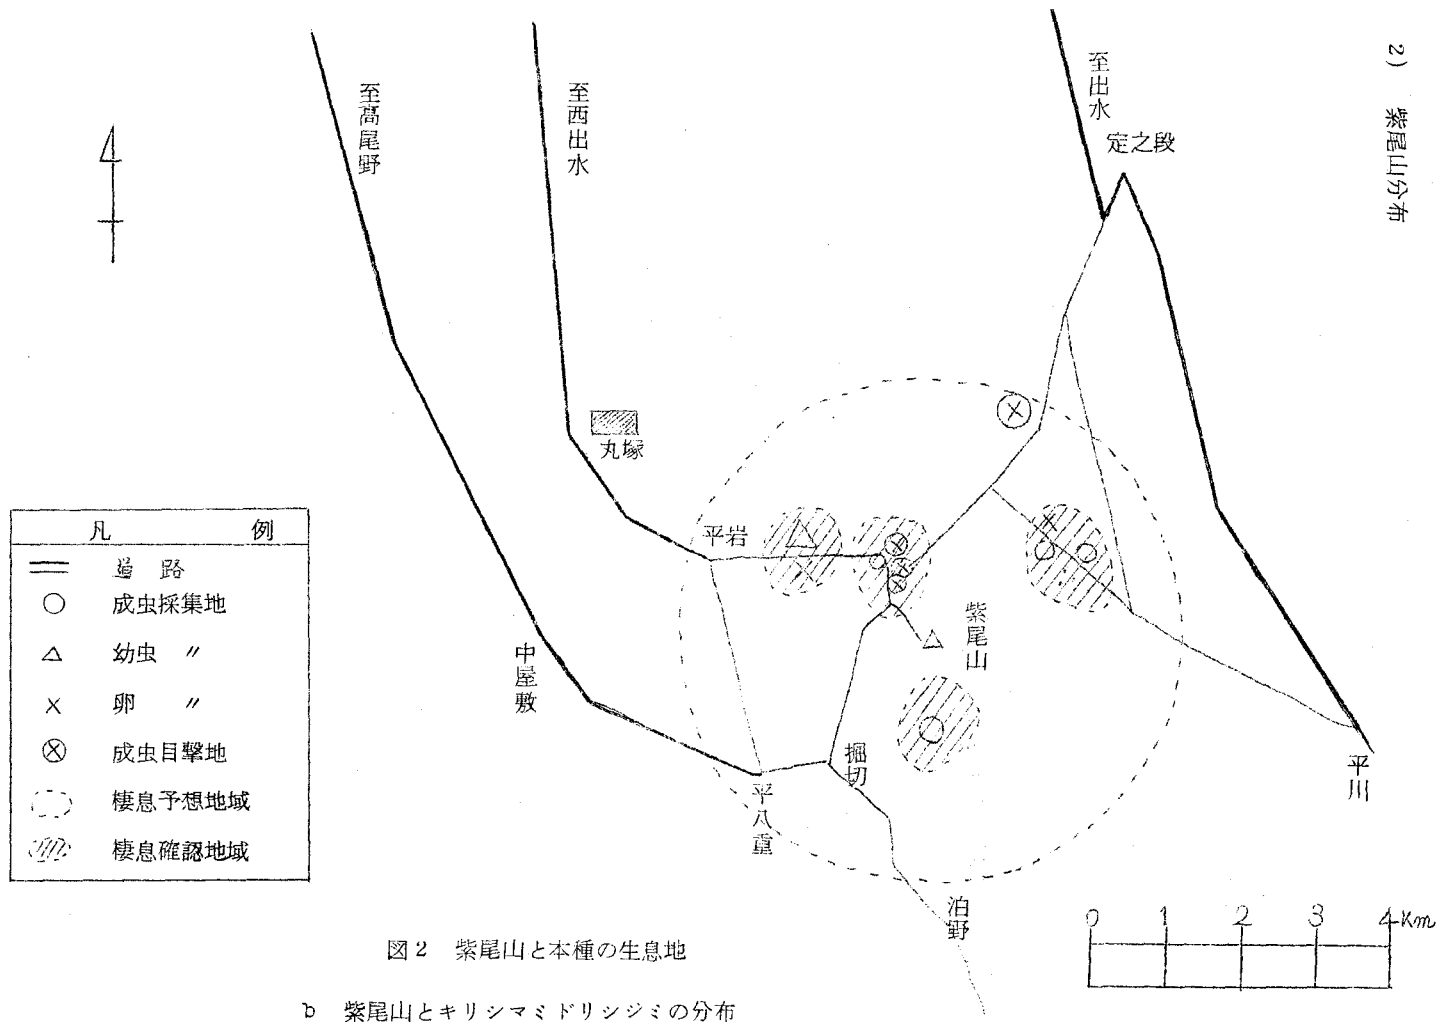 2) 紫尾山分布
至出水
定之段
至西出水
至高尾野
丸塚
平岩
中屋敷
紫尾山
掘切
平八重
平川
泊野
凡 例
道路
成虫採集地
幼虫 〃
卵 〃
成虫目撃地
棲息予想地域
棲息確認地域
0 1 2 3 4Km
図2 紫尾山と本種の生息地
b 紫尾山とキリシマミドリシジミの分布